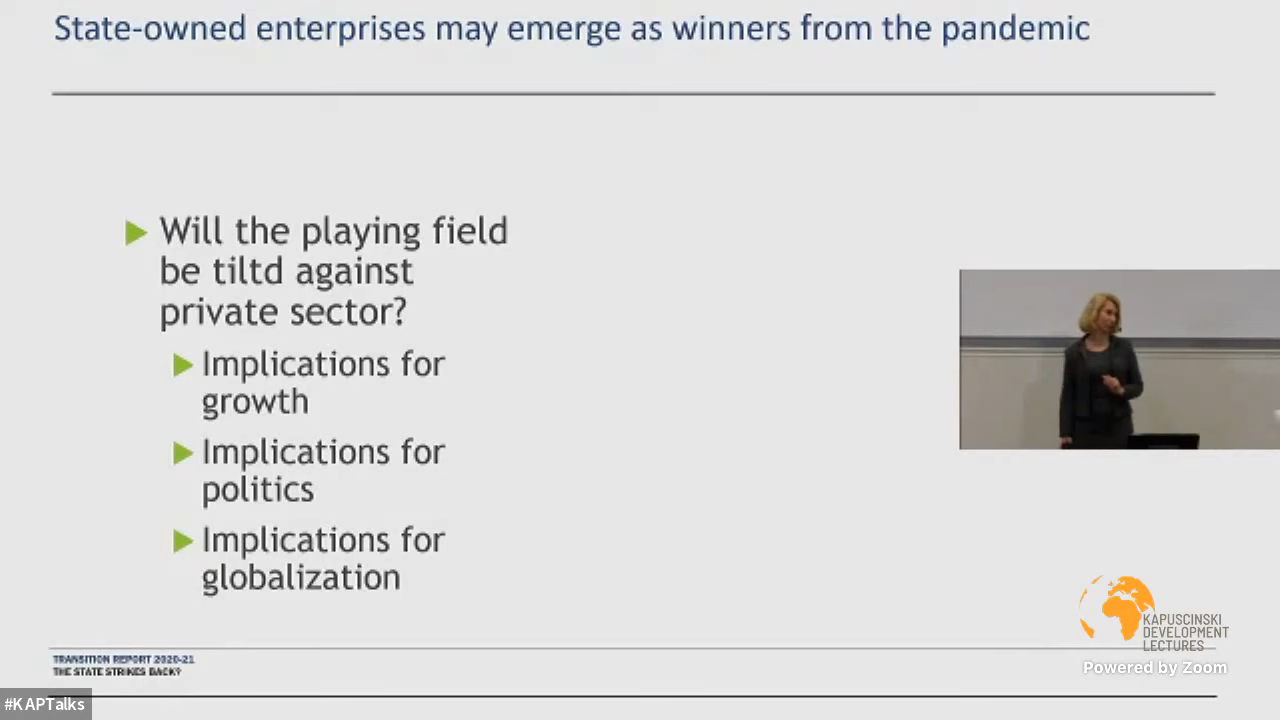 State-owned enterprises may emerge as winners from the pandemic
Will the playing field
be tiltd against
private sector?
Implications for
growth
Implications for
politics
Implications for
globalization
TRANSITION REPORT 2020-21
THE STATE STRIKES BACK?
KAPUSCINSKI
DEVELOPMENT
LECTURES
Powered by Zoom
#KAPTalks